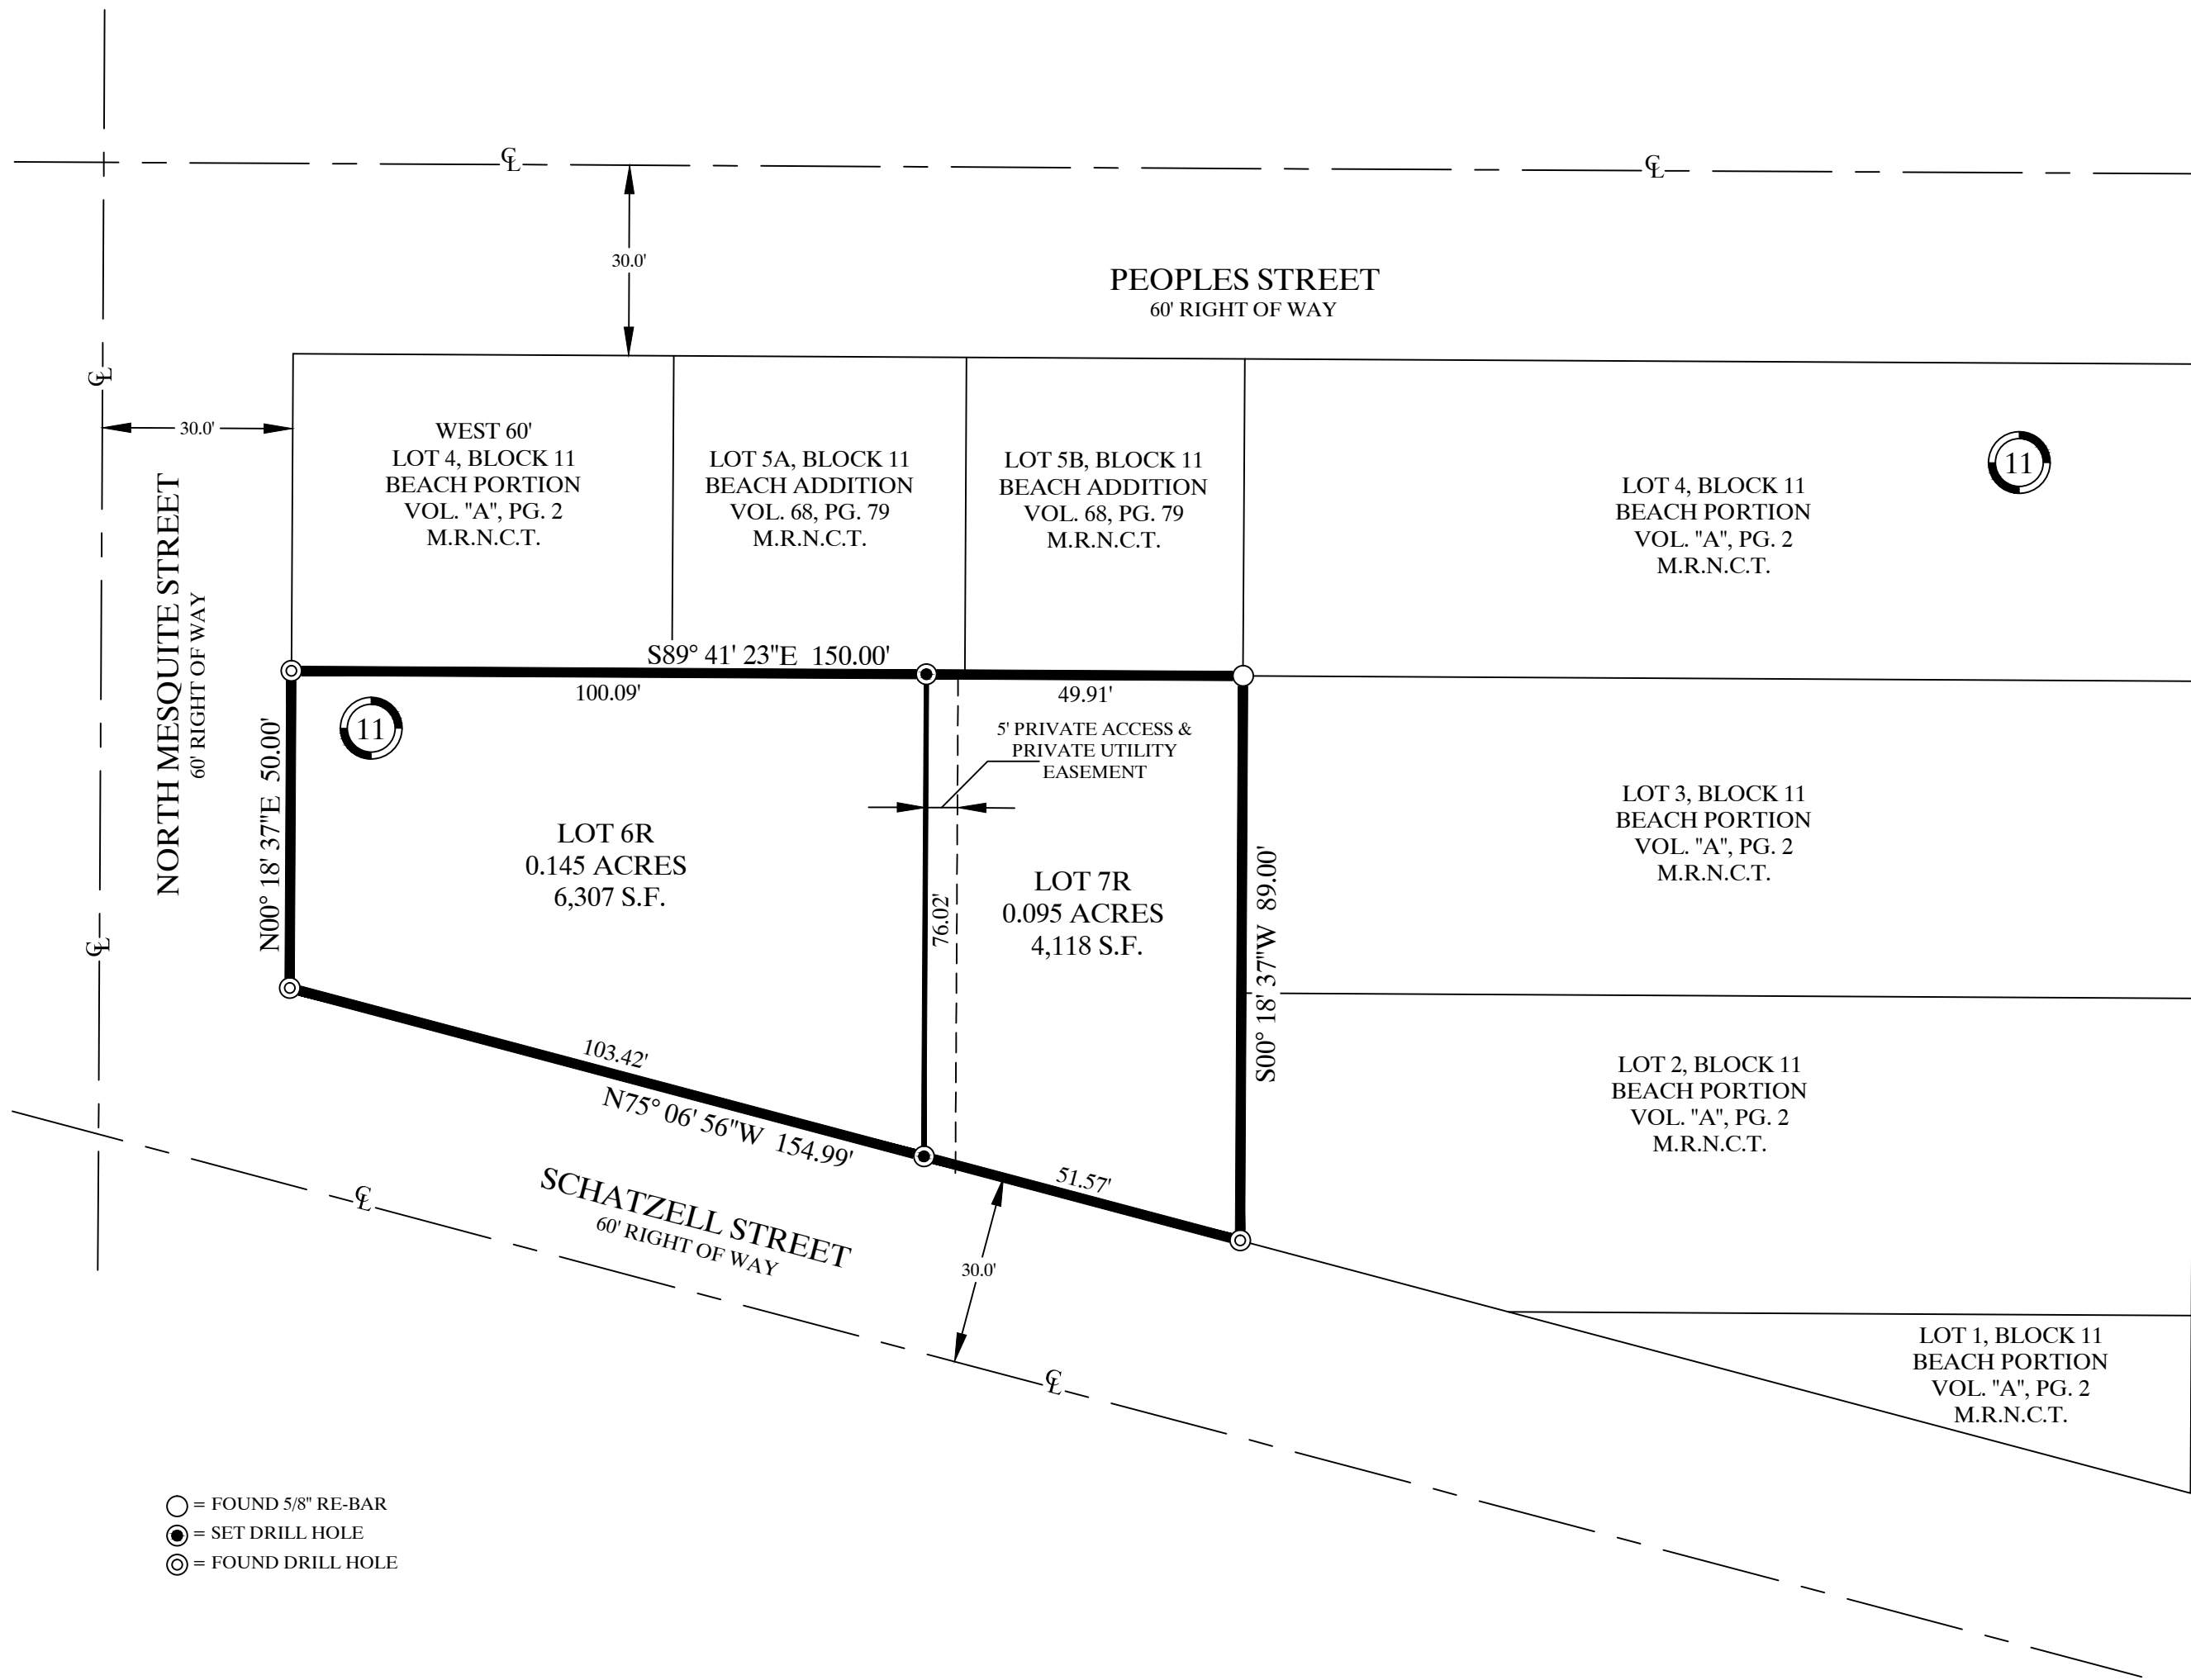 ℄
℄
30.0'
PEOPLES STREET
60' RIGHT OF WAY
℄
30.0'
NORTH MESQUITE STREET
60' RIGHT OF WAY
℄
WEST 60'
LOT 4, BLOCK 11
BEACH PORTION
VOL. "A", PG. 2
M.R.N.C.T.
LOT 5A, BLOCK 11
BEACH ADDITION
VOL. 68, PG. 79
M.R.N.C.T.
LOT 5B, BLOCK 11
BEACH ADDITION
VOL. 68, PG. 79
M.R.N.C.T.
LOT 4, BLOCK 11
BEACH PORTION
VOL. "A", PG. 2
M.R.N.C.T.
11
S89° 41' 23"E 150.00'
100.09'
49.91'
11
N00° 18' 37"E 50.00'
5' PRIVATE ACCESS &
PRIVATE UTILITY
EASEMENT
LOT 6R
0.145 ACRES
6,307 S.F.
76.02'
LOT 7R
0.095 ACRES
4,118 S.F.
S00° 18' 37"W 89.00'
LOT 3, BLOCK 11
BEACH PORTION
VOL. "A", PG. 2
M.R.N.C.T.
LOT 2, BLOCK 11
BEACH PORTION
VOL. "A", PG. 2
M.R.N.C.T.
103.42'
N75° 06' 56"W 154.99'
51.57'
SCHATZELL STREET
60' RIGHT OF WAY
℄
30.0'
℄
LOT 1, BLOCK 11
BEACH PORTION
VOL. "A", PG. 2
M.R.N.C.T.
= FOUND 5/8" RE-BAR
= SET DRILL HOLE
= FOUND DRILL HOLE